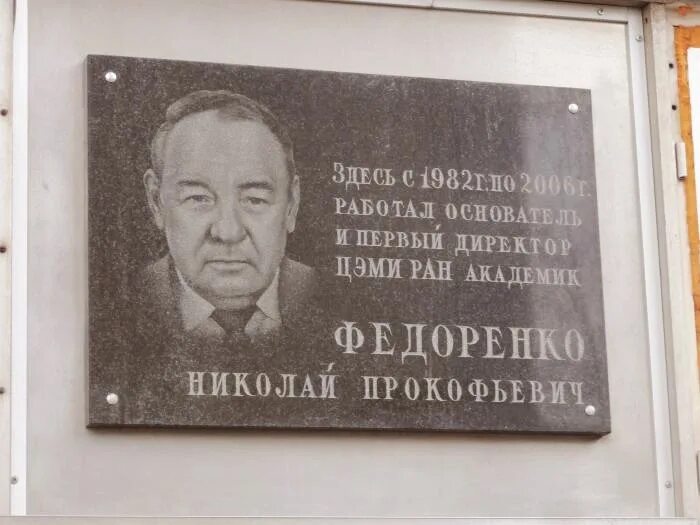 ЗДЕСЬ С 1982Г. ПО 2006Г.
РАБОТАЛ ОСНОВАТЕЛЬ
И ПЕРВЫЙ ДИРЕКТОР
ЦЭМИ РАН АКАДЕМИК
ФЕДОРЕНКО
НИКОЛАЙ ПРОКОФЬЕВИЧ